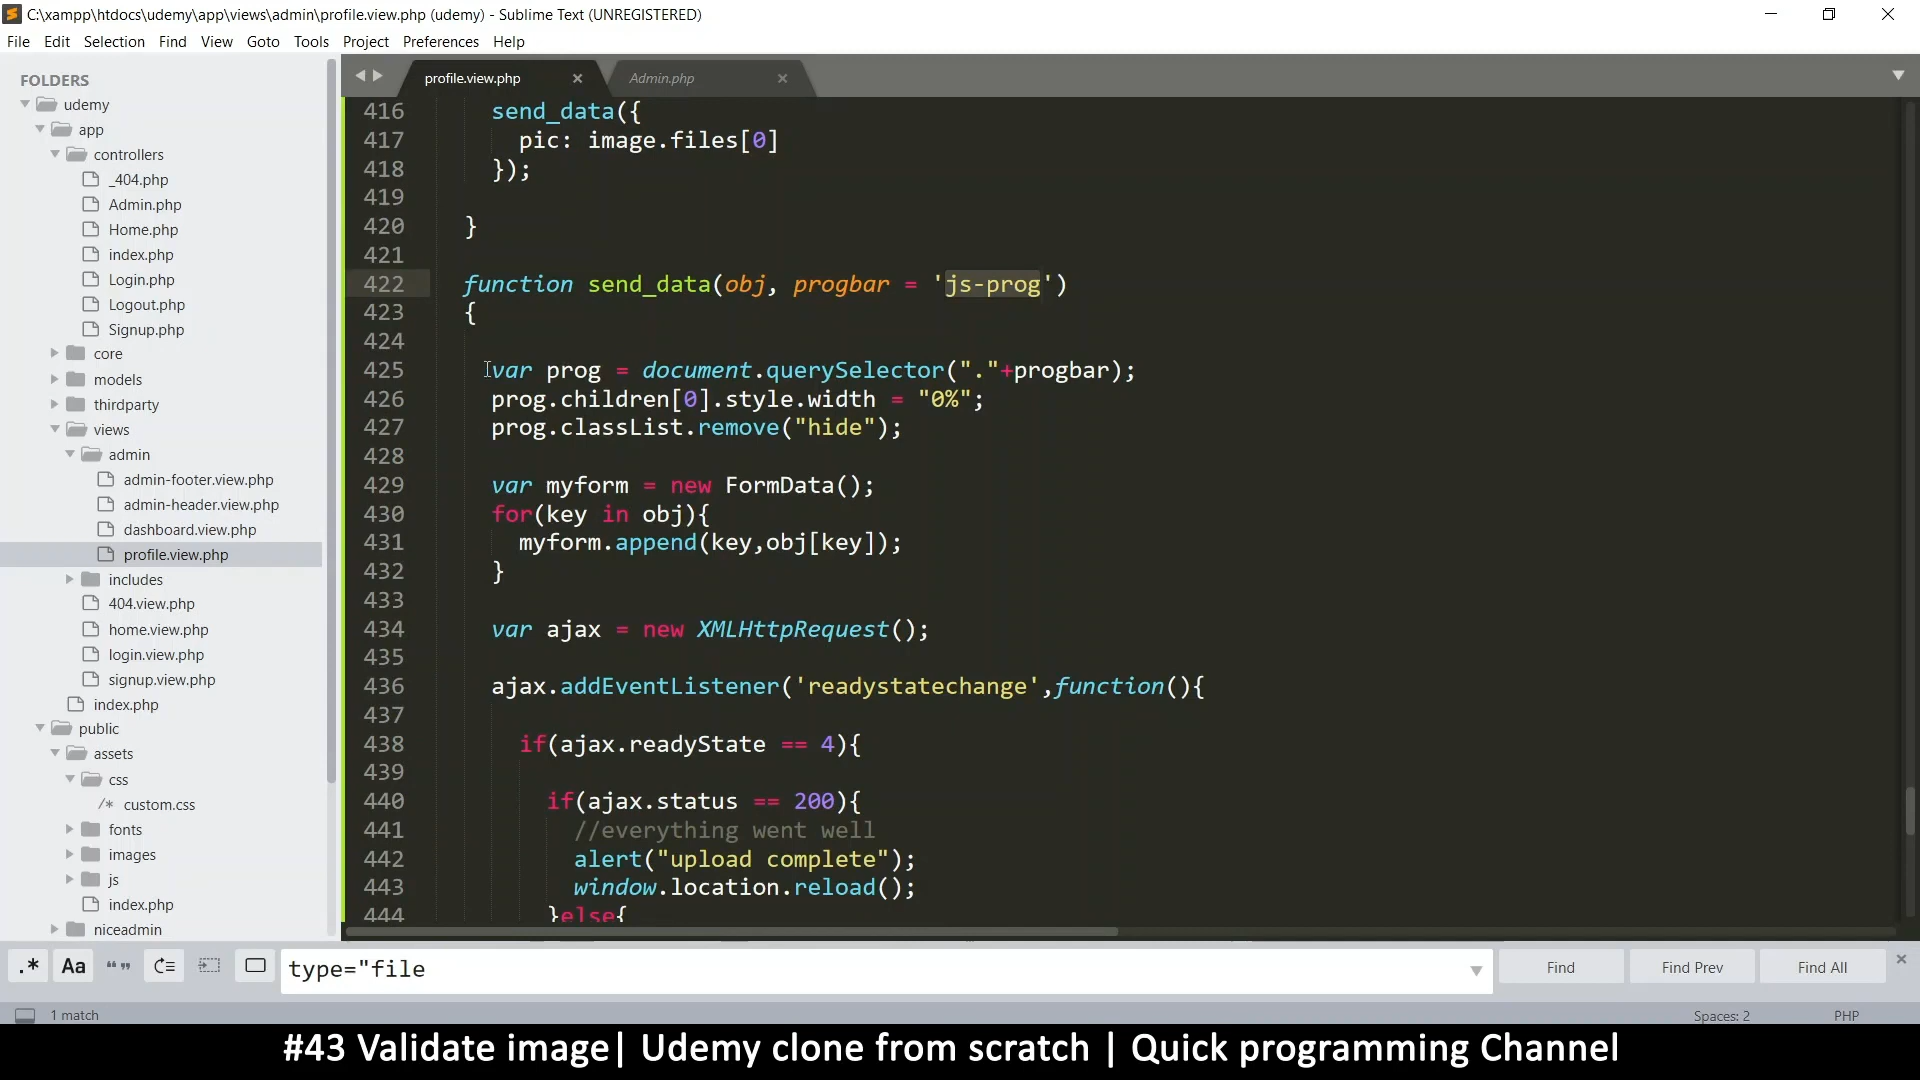 C:\xampp\htdocs\udemy\app\views\admin\profile.view.php (udemy) - Sublime Text (UNREGISTERED)
File Edit Selection Find View Goto Tools Project Preferences Help
FOLDERS
udemy
app
controllers
_404.php
Admin.php
Home.php
index.php
Login.php
Logout.php
Signup.php
core
models
thirdparty
views
admin
admin-footer.view.php
admin-header.view.php
dashboard.view.php
profile.view.php
includes
404.view.php
home.view.php
login.view.php
signup.view.php
index.php
public
assets
css
/* custom.css
fonts
images
js
index.php
niceadmin
profile.view.php Admin.php
416 send_data({
417 pic: image.files[0]
418 });
419
420 }
421
422 function send_data(obj, progbar = 'js-prog')
423 {
424
425 var prog = document.querySelector("."+progbar);
426 prog.children[0].style.width = "0%";
427 prog.classList.remove("hide");
428
429 var myform = new FormData();
430 for(key in obj){
431 myform.append(key,obj[key]);
432 }
433
434 var ajax = new XMLHttpRequest();
435
436 ajax.addEventListener('readystatechange',function(){
437
438 if(ajax.readyState == 4){
439
440 if(ajax.status == 200){
441 //everything went well
442 alert("upload complete");
443 window.location.reload();
444 }else{
.* Aa “” type="file Find Find Prev Find All
1 match Spaces: 2 PHP
#43 Validate image| Udemy clone from scratch | Quick programming Channel